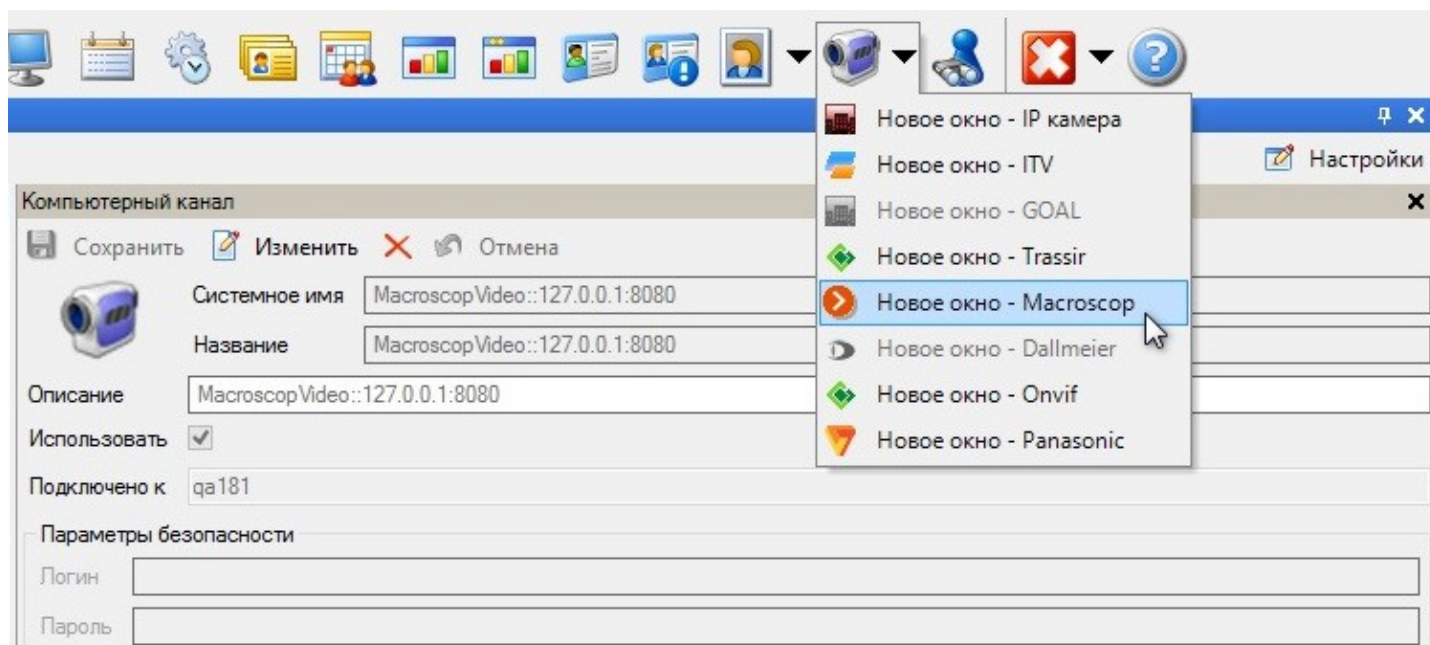 Новое окно - IP камера
Новое окно - ITV
Новое окно - GOAL
Новое окно - Trassir
Новое окно - Macroscop
Новое окно - Dallmeier
Новое окно - Onvif
Новое окно - Panasonic
Настройки
Компьютерный канал
Сохранить Изменить Отмена
Системное имя MacroscopVideo::127.0.0.1:8080
Название MacroscopVideo::127.0.0.1:8080
Описание MacroscopVideo::127.0.0.1:8080
Использовать
Подключено к qa181
Параметры безопасности
Логин
Пароль